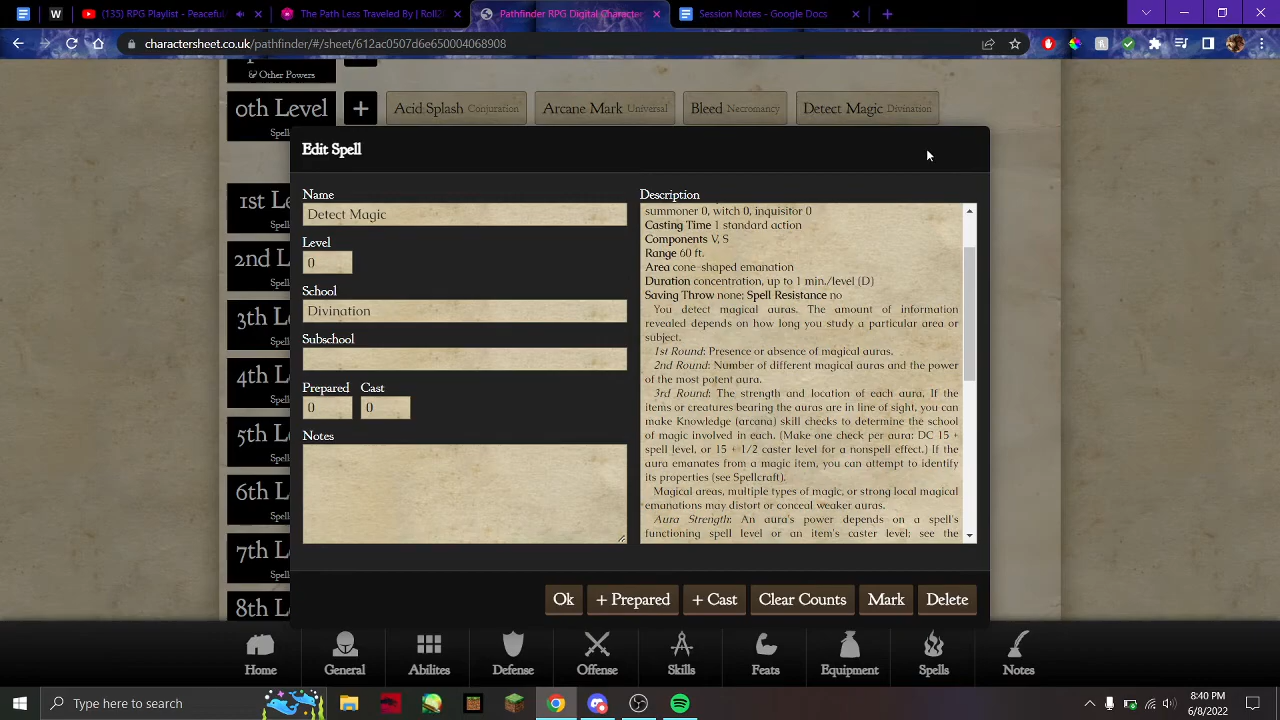 (135) RPG Playlist - Peaceful
The Path Less Traveled By | Roll2
Pathfinder RPG Digital Character
Session Notes - Google Docs
charactersheet.co.uk/pathfinder/#/sheet/612ac0507d6e650004068908
& Other Powers
0th Level
Acid Splash Conjuration
Arcane Mark Universal
Bleed Necromancy
Detect Magic Divination
Edit Spell
Name
Detect Magic
Level
0
School
Divination
Subschool
Prepared Cast
0 0
Notes
Description
summoner 0, witch 0, inquisitor 0
Casting Time 1 standard action
Components V, S
Range 60 ft.
Area cone-shaped emanation
Duration concentration, up to 1 min./level (D)
Saving Throw none; Spell Resistance no
You detect magical auras. The amount of information
revealed depends on how long you study a particular area or
subject.
1st Round: Presence or absence of magical auras.
2nd Round: Number of different magical auras and the power
of the most potent aura.
3rd Round: The strength and location of each aura. If the
items or creatures bearing the auras are in line of sight, you can
make Knowledge (arcana) skill checks to determine the school
of magic involved in each. (Make one check per aura: DC 15 +
spell level, or 15 + 1/2 caster level for a nonspell effect.) If the
aura emanates from a magic item, you can attempt to identify
its properties (see Spellcraft).
Magical areas, multiple types of magic, or strong local magical
emanations may distort or conceal weaker auras.
Aura Strength: An aura's power depends on a spell's
functioning spell level or an item's caster level; see the
1st Le
2nd L
3th L
4th L
5th L
6th L
7th L
8th L
Ok
+ Prepared
+ Cast
Clear Counts
Mark
Delete
Home
General
Abilites
Defense
Offense
Skills
Feats
Equipment
Spells
Notes
Type here to search
8:40 PM
6/8/2022